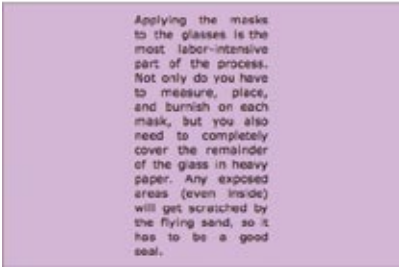 Applying the masks
to the glasses is the
most labor-intensive
part of the process.
Not only do you have
to measure, place,
and burnish on each
mask, but you also
need to completely
cover the remainder
of the glass in heavy
paper. Any exposed
areas (even inside)
will get scratched by
the flying sand, so it
has to be a good
seal.